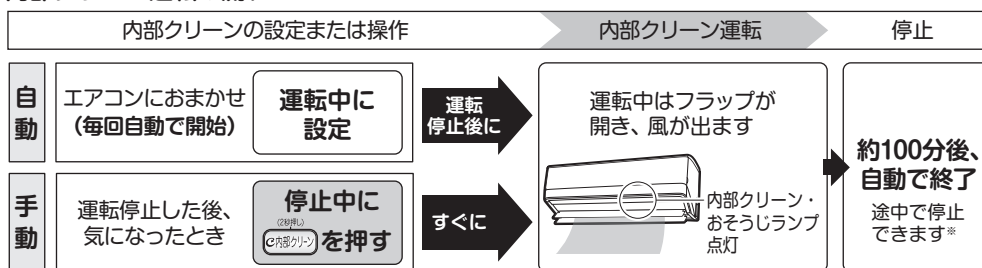 内部クリーンの設定または操作
内部クリーン運転
停止
自動
エアコンにおまかせ
（毎回自動で開始）
運転中に
設定
運転
停止後に
手動
運転停止した後、
気になったとき
停止中に
(2秒押し)
内部クリーン を押す
すぐに
運転中はフラップが
開き、風が出ます
内部クリーン・
おそうじランプ
点灯
約100分後、
自動で終了
途中で停止
できます※